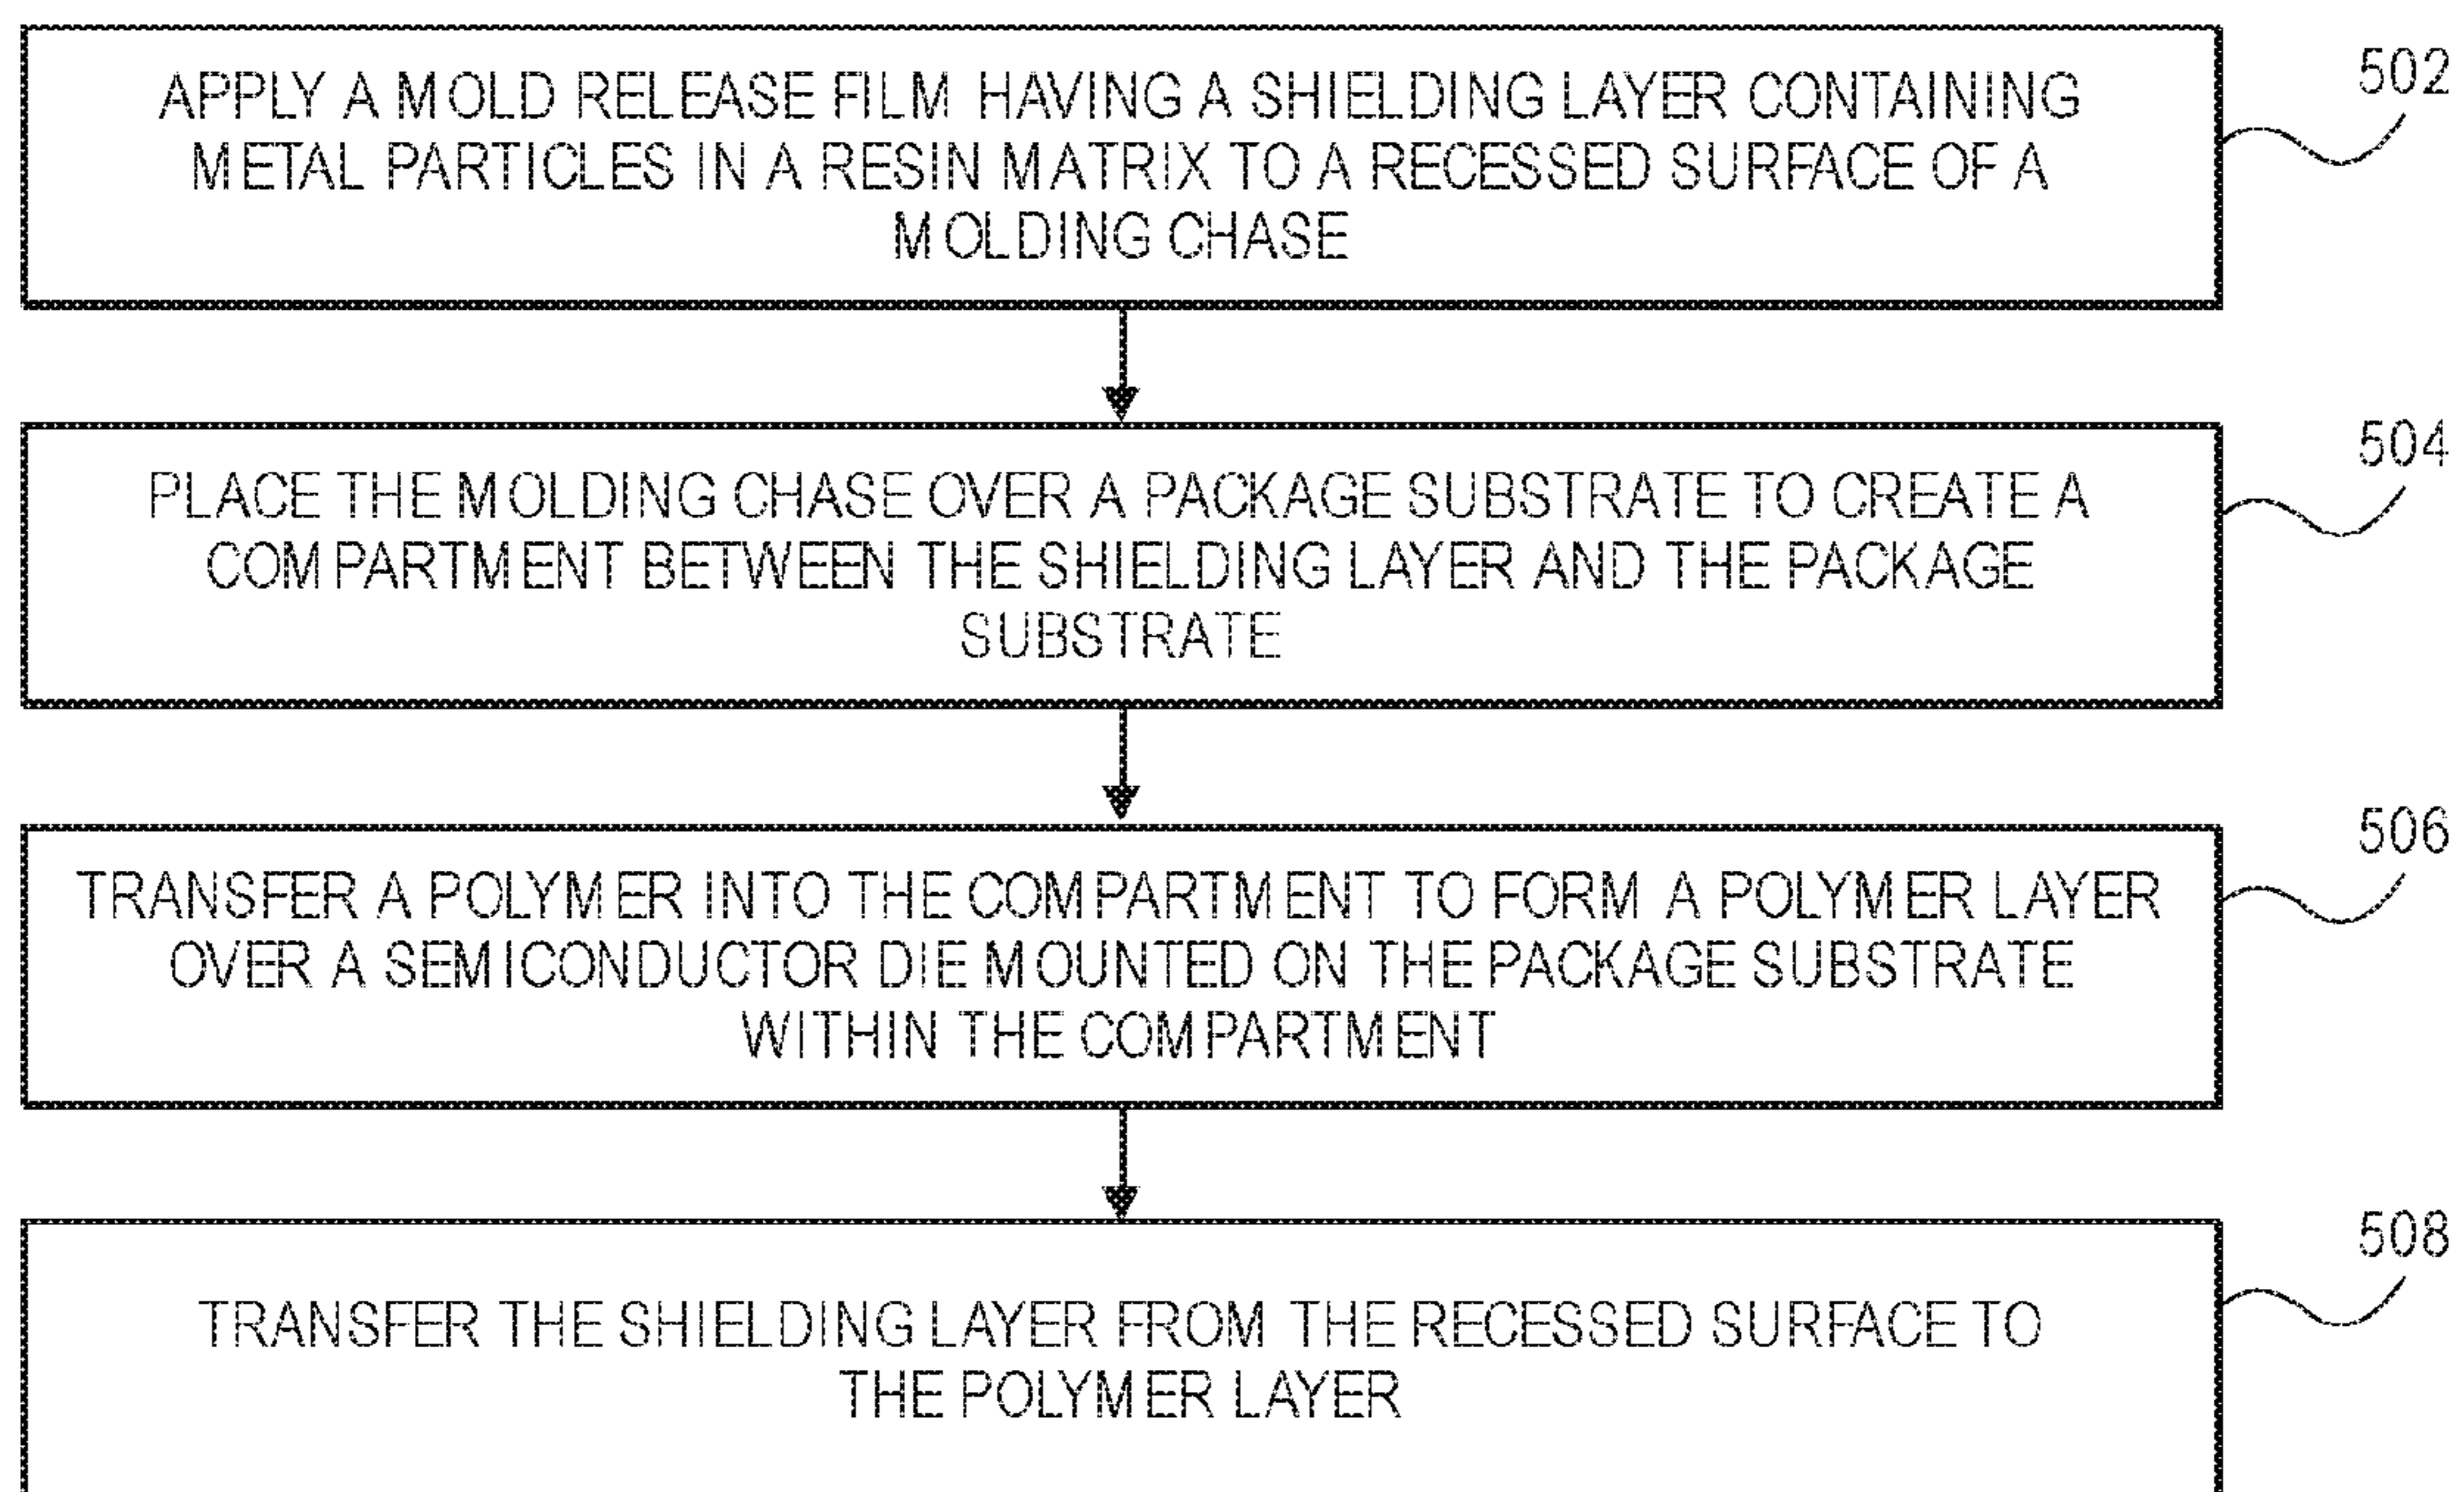 APPLY A MOLD RELEASE FILM HAVING A SHIELDING LAYER CONTAINING
METAL PARTICLES IN A RESIN MATRIX TO A RECESSED SURFACE OF A
MOLDING CHASE
502
PLACE THE MOLDING CHASE OVER A PACKAGE SUBSTRATE TO CREATE A
COMPARTMENT BETWEEN THE SHIELDING LAYER AND THE PACKAGE
SUBSTRATE
504
TRANSFER A POLYMER INTO THE COMPARTMENT TO FORM A POLYMER LAYER
OVER A SEMICONDUCTOR DIE MOUNTED ON THE PACKAGE SUBSTRATE
WITHIN THE COMPARTMENT
506
TRANSFER THE SHIELDING LAYER FROM THE RECESSED SURFACE TO
THE POLYMER LAYER
508